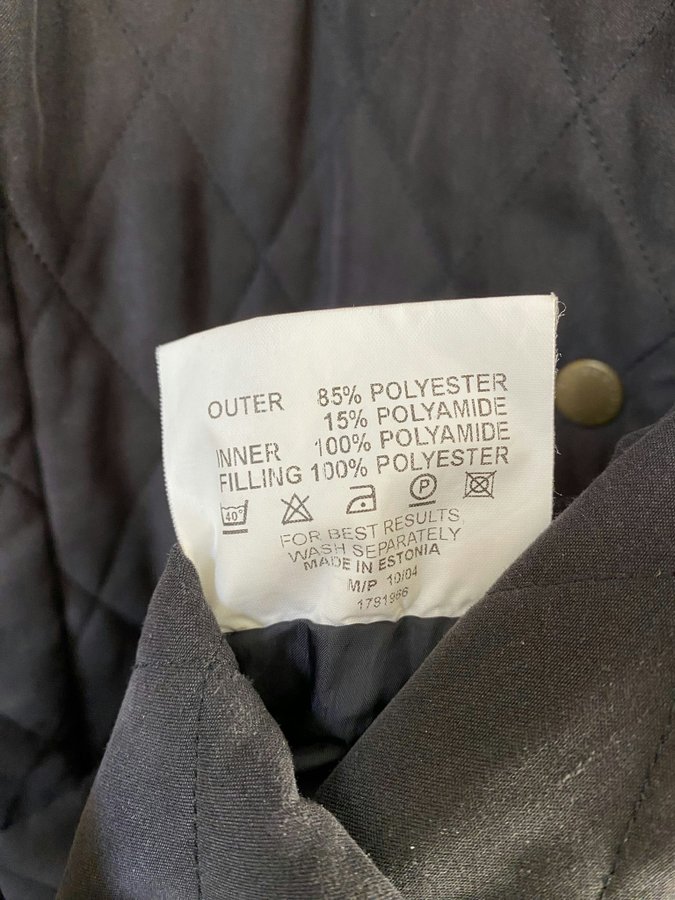 OUTER 85% POLYESTER
15% POLYAMIDE
INNER 100% POLYAMIDE
FILLING 100% POLYESTER
40° P
FOR BEST RESULTS,
WASH SEPARATELY
MADE IN ESTONIA
M/P 10/04
1781966